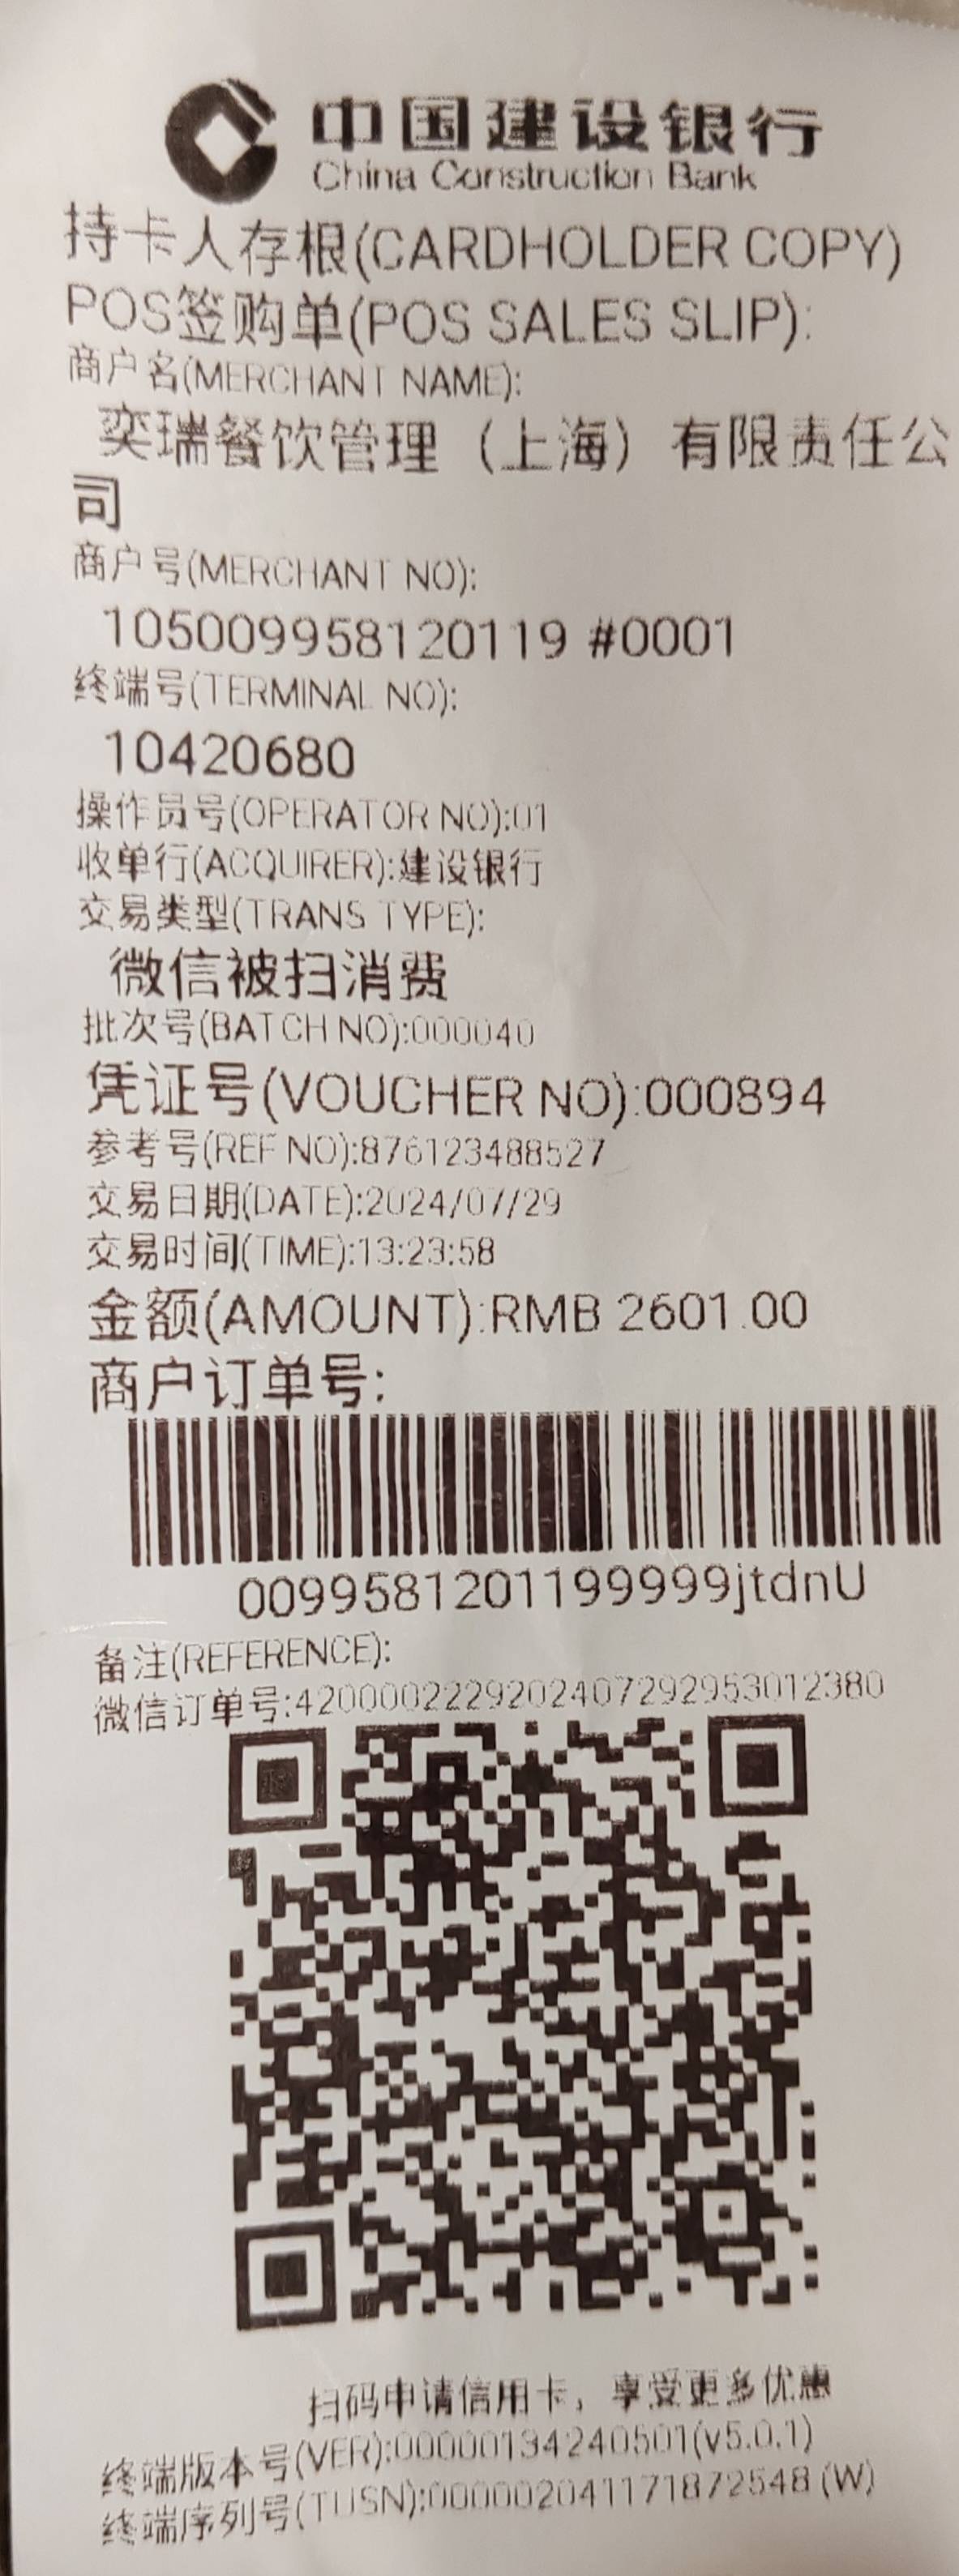 中国建设银行
China Construction Bank
持卡人存根(CARDHOLDER COPY)
POS签购单(POS SALES SLIP):
商户名(MERCHANT NAME):
奕瑞餐饮管理（上海）有限责任公
司
商户号(MERCHANT NO):
105009958120119 #0001
终端号(TERMINAL NO):
10420680
操作员号(OPERATOR NO):01
收单行(ACQUIRER):建设银行
交易类型(TRANS TYPE):
微信被扫消费
批次号(BATCH NO):000040
凭证号(VOUCHER NO):000894
参考号(REF NO):876123488527
交易日期(DATE):2024/07/29
交易时间(TIME):13:23:58
金额(AMOUNT):RMB 2601.00
商户订单号:
0099581201199999jtdnU
备注(REFERENCE):
微信订单号:4200002229202407292953012380
扫码申请信用卡，享受更多优惠
终端版本号(VER):00000134240501(v5.0.1)
终端序列号(TUSN):000002041171872548 (W)